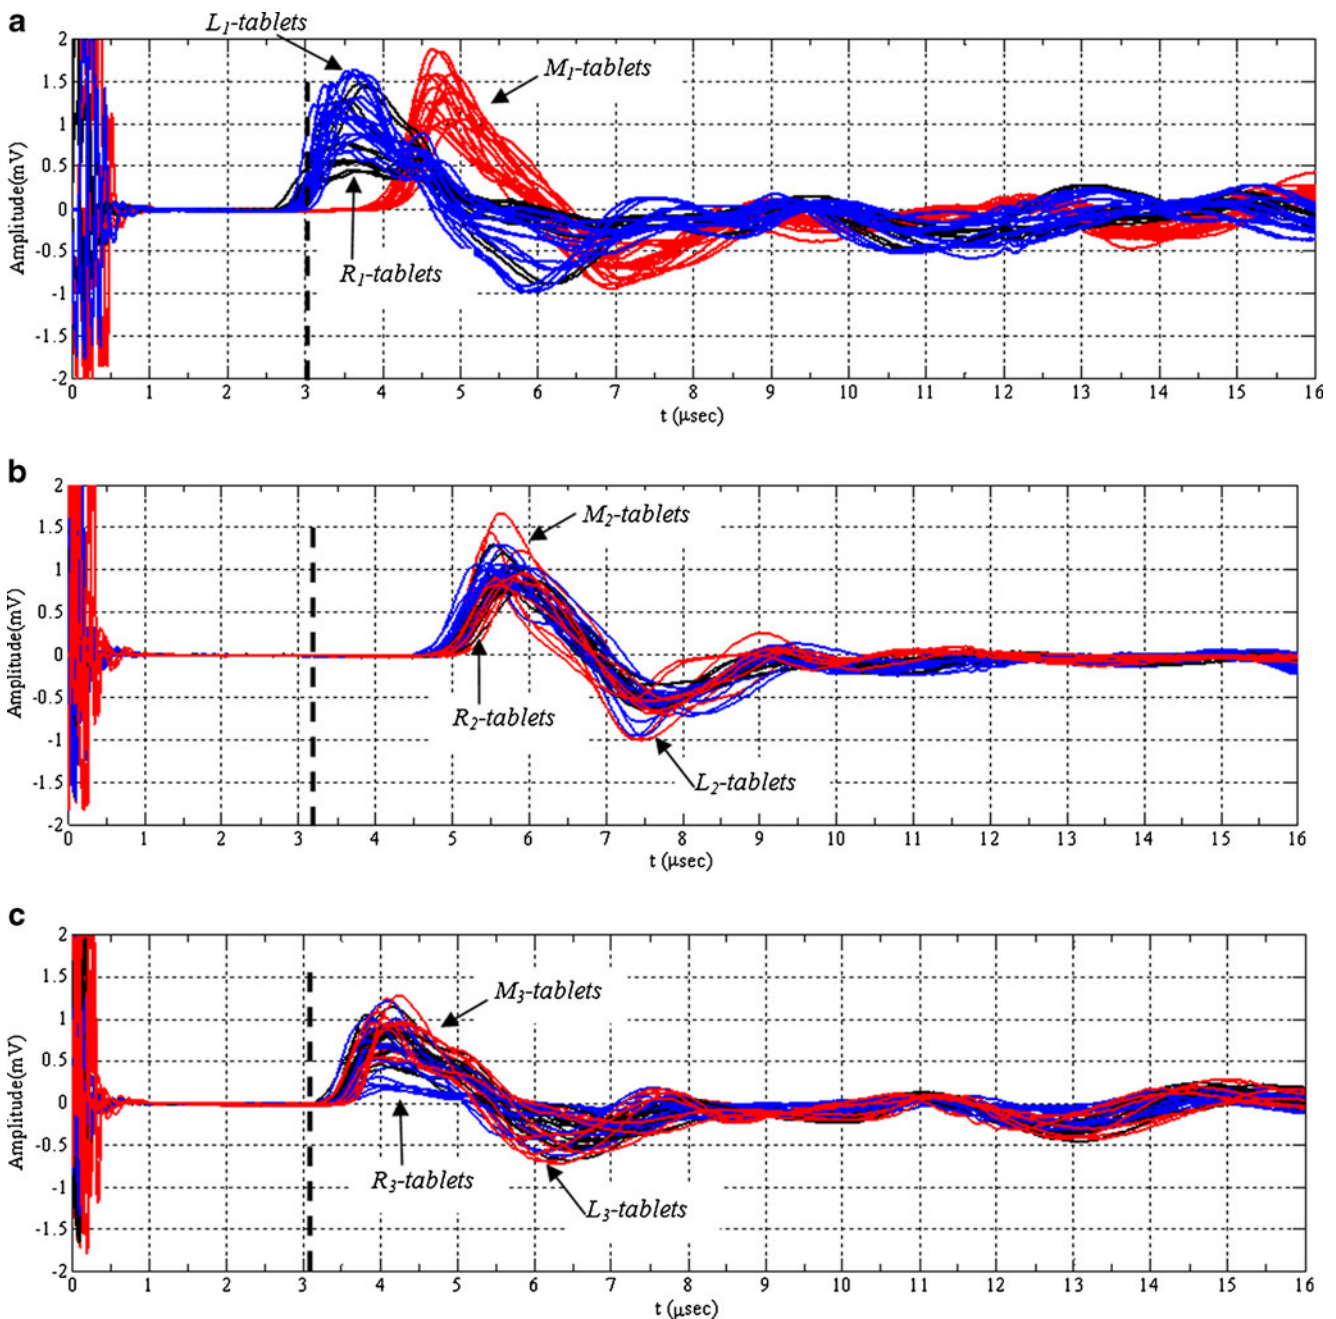 a
L1-tablets
M1-tablets
R1-tablets
Amplitude(mV)
2
1.5
1
0.5
0
-0.5
-1
-1.5
-2
0 1 2 3 4 5 6 7 8 9 10 11 12 13 14 15 16
t (μsec)
b
M2-tablets
R2-tablets
L2-tablets
Amplitude(mV)
2
1.5
1
0.5
0
-0.5
-1
-1.5
-2
0 1 2 3 4 5 6 7 8 9 10 11 12 13 14 15 16
t (μsec)
c
M3-tablets
R3-tablets
L3-tablets
Amplitude(mV)
2
1.5
1
0.5
0
-0.5
-1
-1.5
-2
0 1 2 3 4 5 6 7 8 9 10 11 12 13 14 15 16
t (μsec)